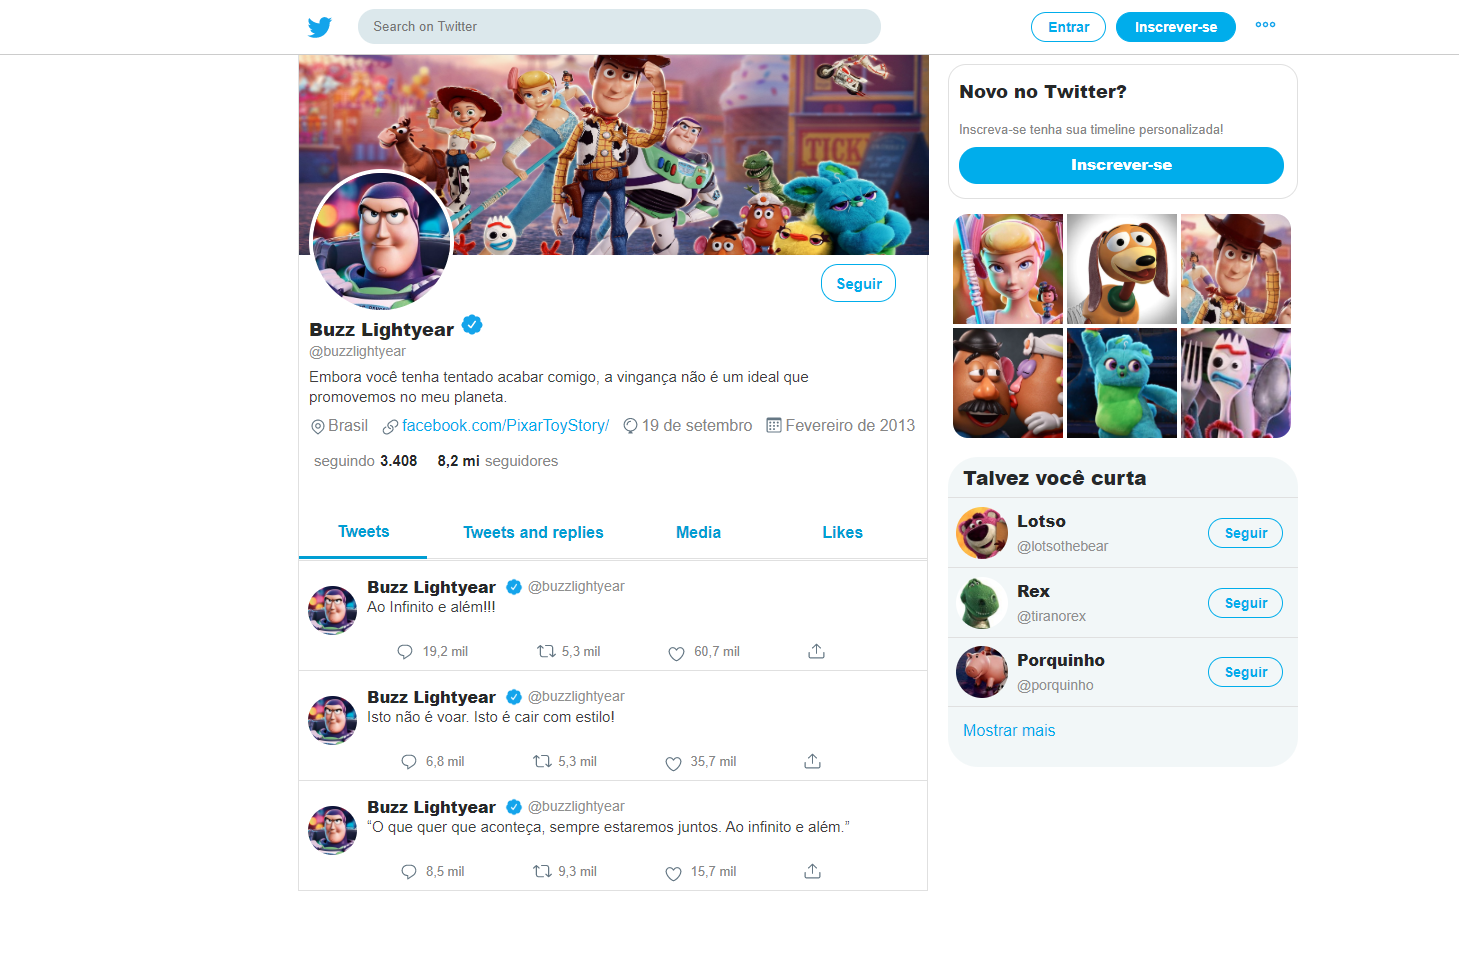 Search on Twitter
Entrar
Inscrever-se
TICK
Novo no Twitter?
Inscreva-se tenha sua timeline personalizada!
Inscrever-se
Seguir
Buzz Lightyear
@buzzlightyear
Embora você tenha tentado acabar comigo, a vingança não é um ideal que
promovemos no meu planeta.
Brasil facebook.com/PixarToyStory/ 19 de setembro Fevereiro de 2013
seguindo 3.408 8,2 mi seguidores
Tweets Tweets and replies Media Likes
Buzz Lightyear @buzzlightyear
Ao Infinito e além!!!
19,2 mil 5,3 mil 60,7 mil
Buzz Lightyear @buzzlightyear
Isto não é voar. Isto é cair com estilo!
6,8 mil 5,3 mil 35,7 mil
Buzz Lightyear @buzzlightyear
“O que quer que aconteça, sempre estaremos juntos. Ao infinito e além.”
8,5 mil 9,3 mil 15,7 mil
Talvez você curta
Lotso
@lotsothebear
Seguir
Rex
@tiranorex
Seguir
Porquinho
@porquinho
Seguir
Mostrar mais